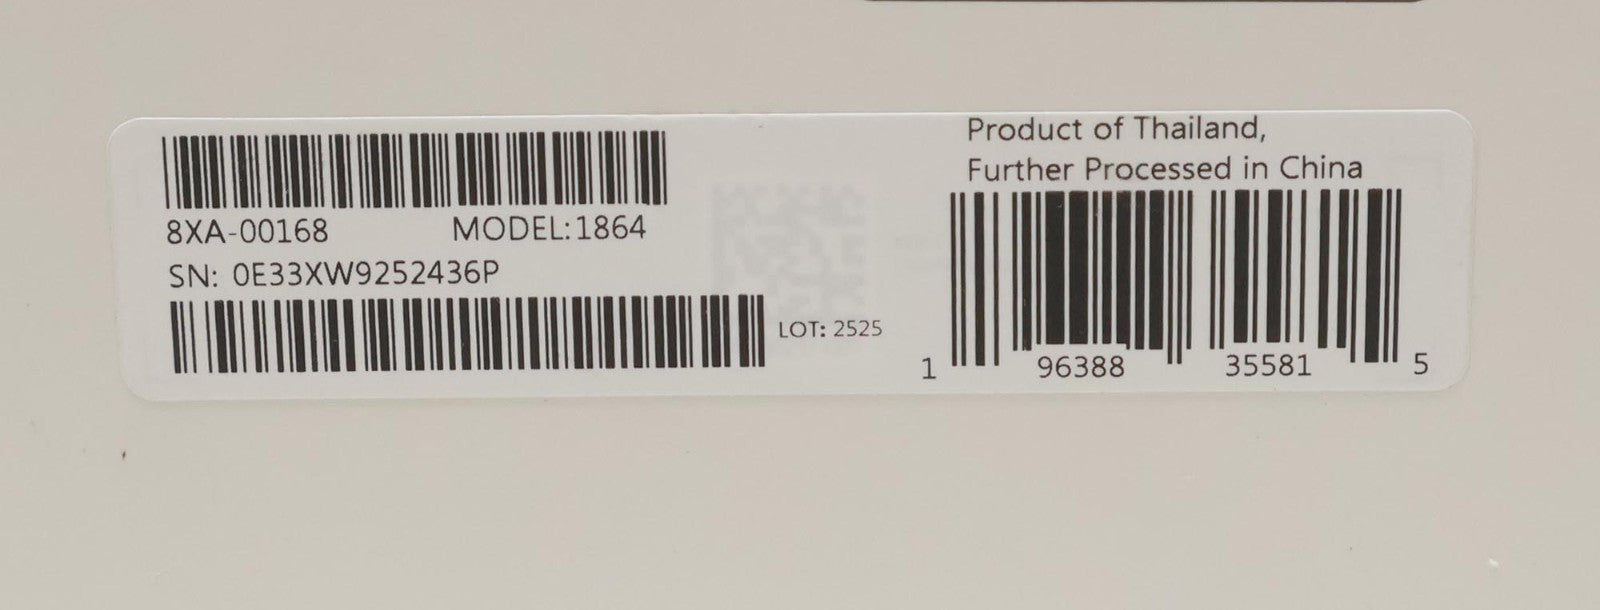 8XA-00168 MODEL:1864
SN: 0E33XW9252436P
LOT: 2525
Product of Thailand,
Further Processed in China
1 96388 35581 5